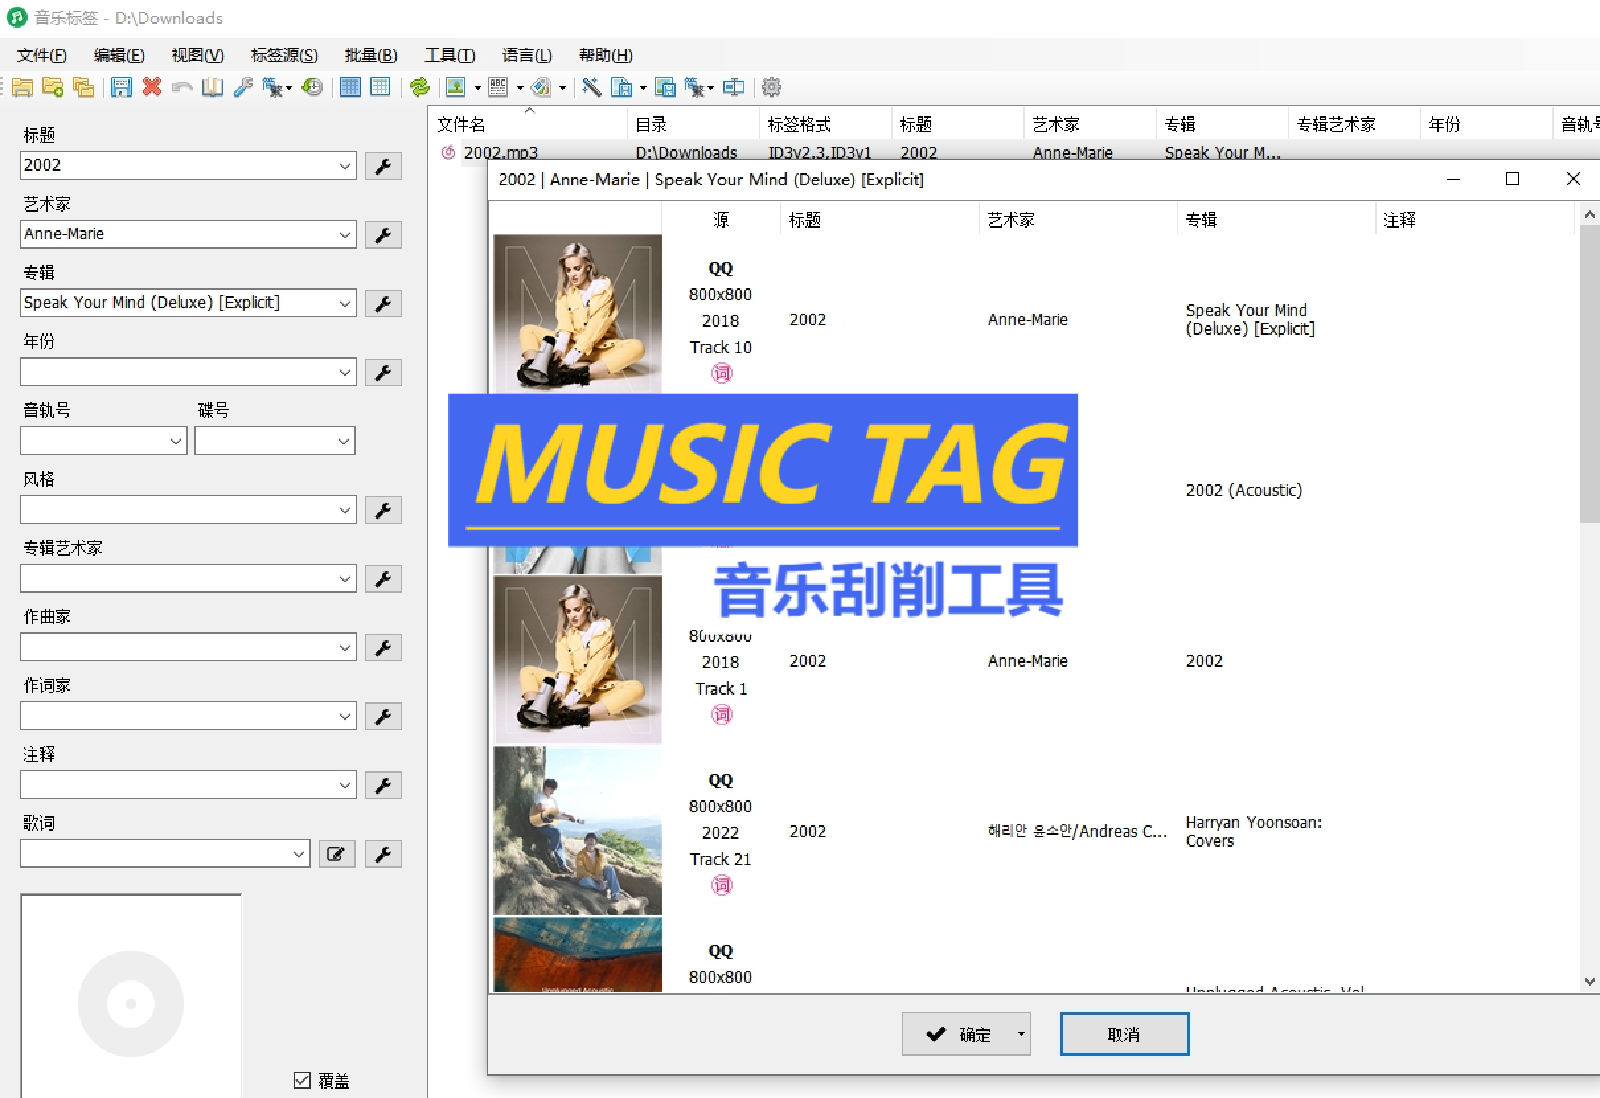 音乐标签 - D:\Downloads
文件(F) 编辑(E) 视图(V) 标签源(S) 批量(B) 工具(T) 语言(L) 帮助(H)
标题
2002
艺术家
Anne-Marie
专辑
Speak Your Mind (Deluxe) [Explicit]
年份
音轨号 碟号
风格
专辑艺术家
作曲家
作词家
注释
歌词
覆盖
文件名 目录 标签格式 标题 艺术家 专辑 专辑艺术家 年份 音轨号
2002.mp3 D:\Downloads ID3v2.3,ID3v1 2002 Anne-Marie Speak Your M...
2002 | Anne-Marie | Speak Your Mind (Deluxe) [Explicit]
源 标题 艺术家 专辑 注释
QQ
800x800
2018
Track 10
词
2002
Anne-Marie
Speak Your Mind
(Deluxe) [Explicit]
MUSIC TAG
2002 (Acoustic)
音乐刮削工具
800x800
2018
Track 1
词
2002
Anne-Marie
2002
QQ
800x800
2022
Track 21
词
2002
해리안 윤소안/Andreas C...
Harryan Yoonsoan:
Covers
QQ
800x800
Unplugged Acoustic, Vol
确定 取消